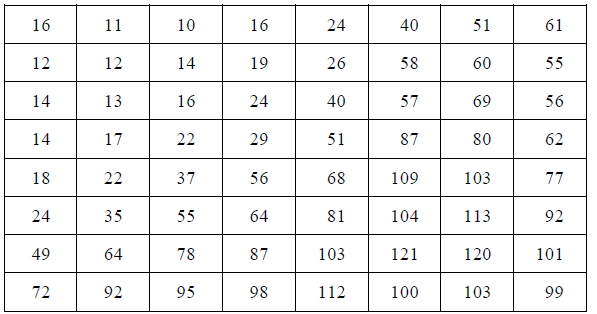 16 11 10 16 24 40 51 61
12 12 14 19 26 58 60 55
14 13 16 24 40 57 69 56
14 17 22 29 51 87 80 62
18 22 37 56 68 109 103 77
24 35 55 64 81 104 113 92
49 64 78 87 103 121 120 101
72 92 95 98 112 100 103 99